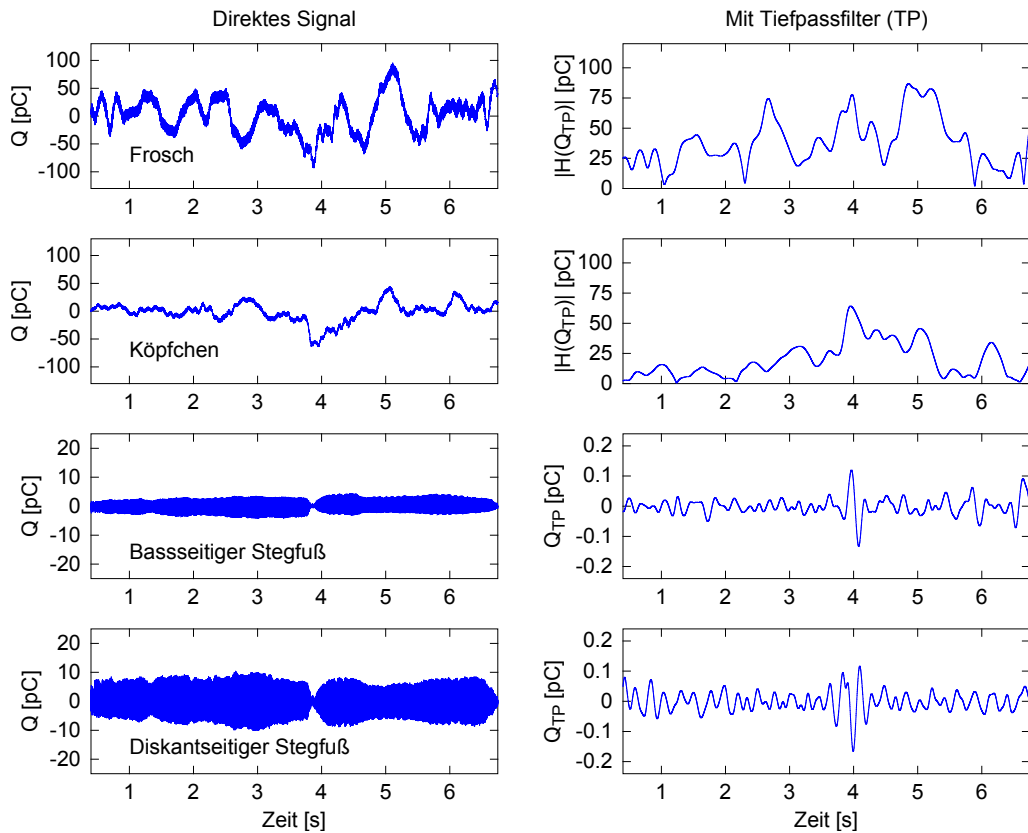 Direktes Signal
Mit Tiefpassfilter (TP)
Q [pC]
100
50
0
-50
-100
Frosch
1 2 3 4 5 6
|H(Q_TP)| [pC]
100
75
50
25
0
1 2 3 4 5 6
Q [pC]
100
50
0
-50
-100
Köpfchen
1 2 3 4 5 6
|H(Q_TP)| [pC]
100
75
50
25
0
1 2 3 4 5 6
Q [pC]
20
10
0
-10
-20
Bassseitiger Stegfuß
1 2 3 4 5 6
Q_TP [pC]
0.2
0.1
0
-0.1
-0.2
1 2 3 4 5 6
Q [pC]
20
10
0
-10
-20
Diskantseitiger Stegfuß
1 2 3 4 5 6
Zeit [s]
Q_TP [pC]
0.2
0.1
0
-0.1
-0.2
1 2 3 4 5 6
Zeit [s]